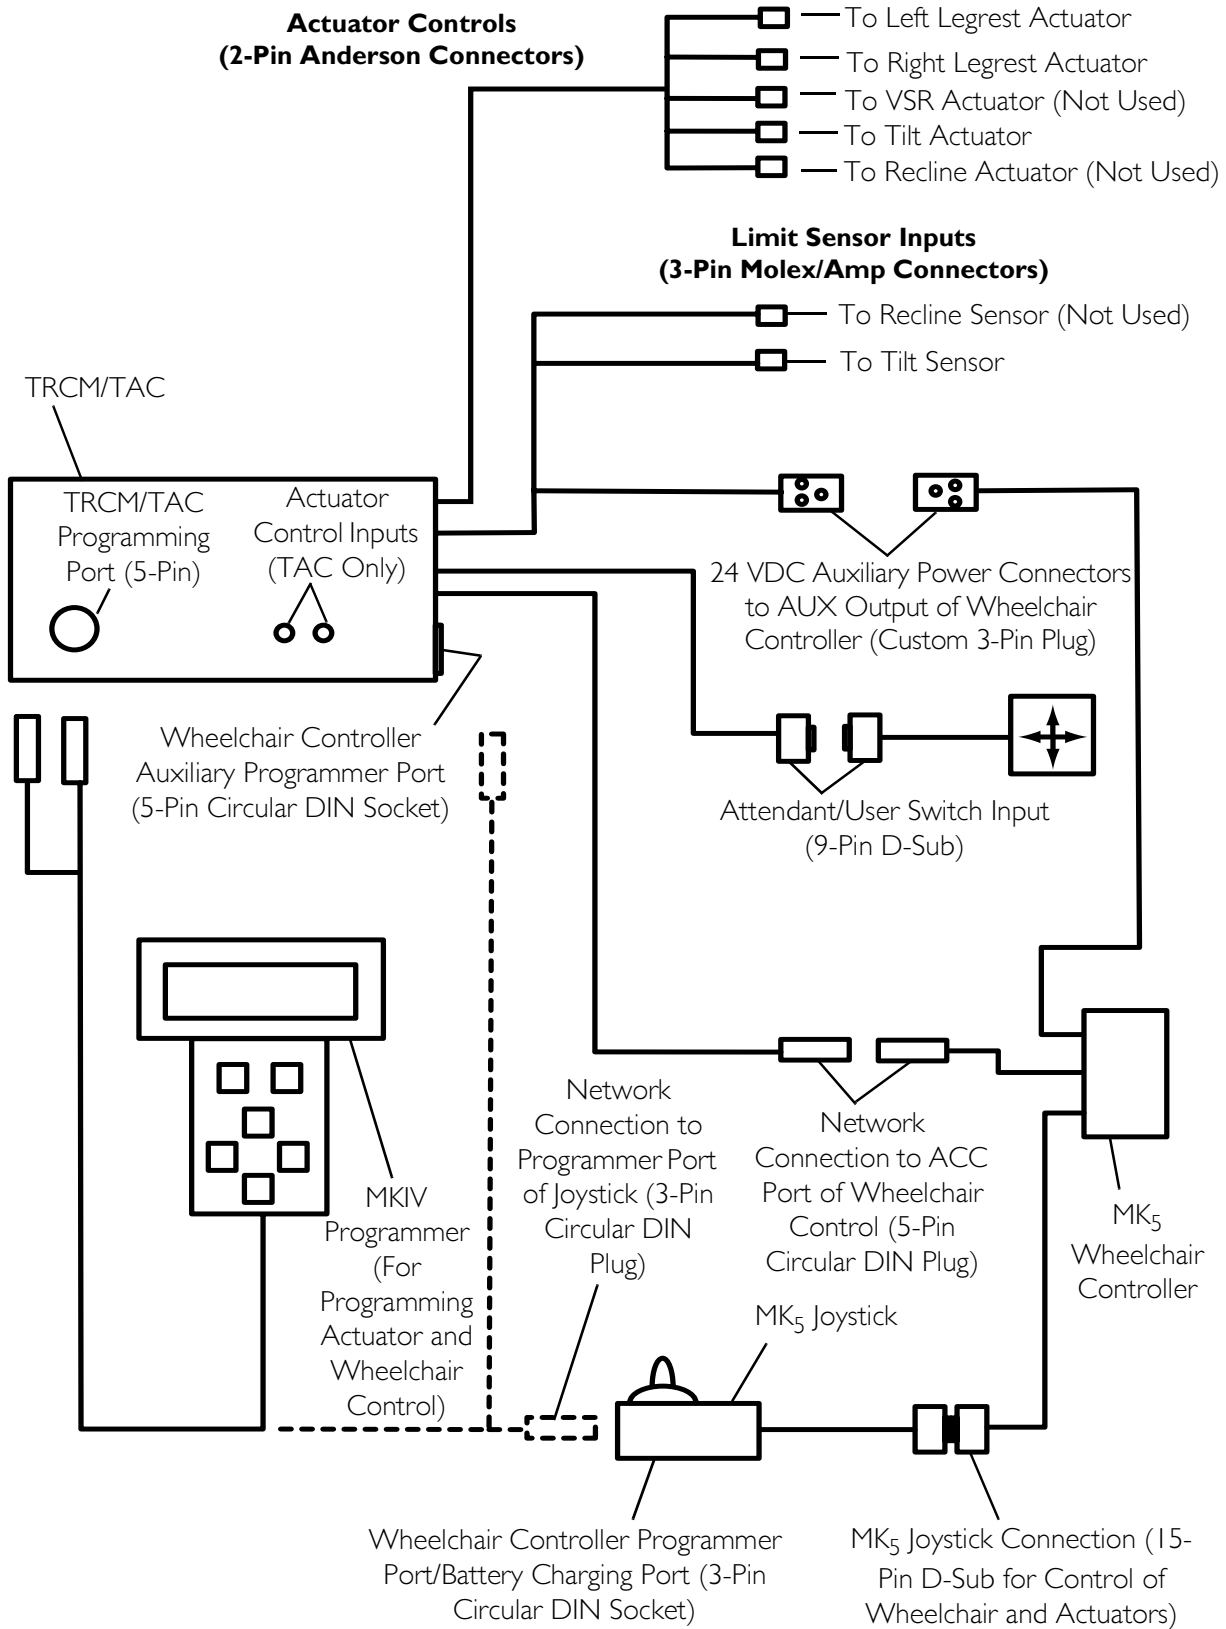 Actuator Controls
(2-Pin Anderson Connectors)
To Left Legrest Actuator
To Right Legrest Actuator
To VSR Actuator (Not Used)
To Tilt Actuator
To Recline Actuator (Not Used)
Limit Sensor Inputs
(3-Pin Molex/Amp Connectors)
To Recline Sensor (Not Used)
To Tilt Sensor
TRCM/TAC
TRCM/TAC
Programming
Port (5-Pin)
Actuator
Control Inputs
(TAC Only)
24 VDC Auxiliary Power Connectors
to AUX Output of Wheelchair
Controller (Custom 3-Pin Plug)
Wheelchair Controller
Auxiliary Programmer Port
(5-Pin Circular DIN Socket)
Attendant/User Switch Input
(9-Pin D-Sub)
Network
Connection to
Programmer Port
of Joystick (3-Pin
Circular DIN
Plug)
Network
Connection to ACC
Port of Wheelchair
Control (5-Pin
Circular DIN Plug)
MKIV
Programmer
(For
Programming
Actuator and
Wheelchair
Control)
MK5
Wheelchair
Controller
MK5 Joystick
Wheelchair Controller Programmer
Port/Battery Charging Port (3-Pin
Circular DIN Socket)
MK5 Joystick Connection (15-
Pin D-Sub for Control of
Wheelchair and Actuators)